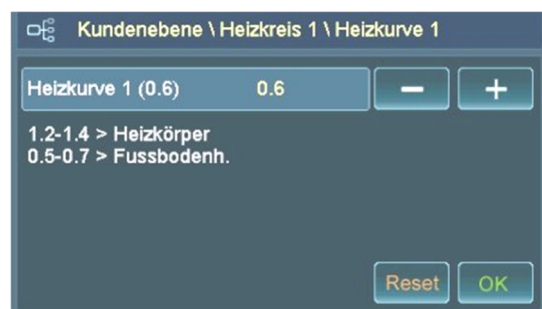 Kundenebene \ Heizkreis 1 \ Heizkurve 1
Heizkurve 1 (0.6) 0.6 − +
1.2-1.4 > Heizkörper
0.5-0.7 > Fussbodenh.
Reset OK